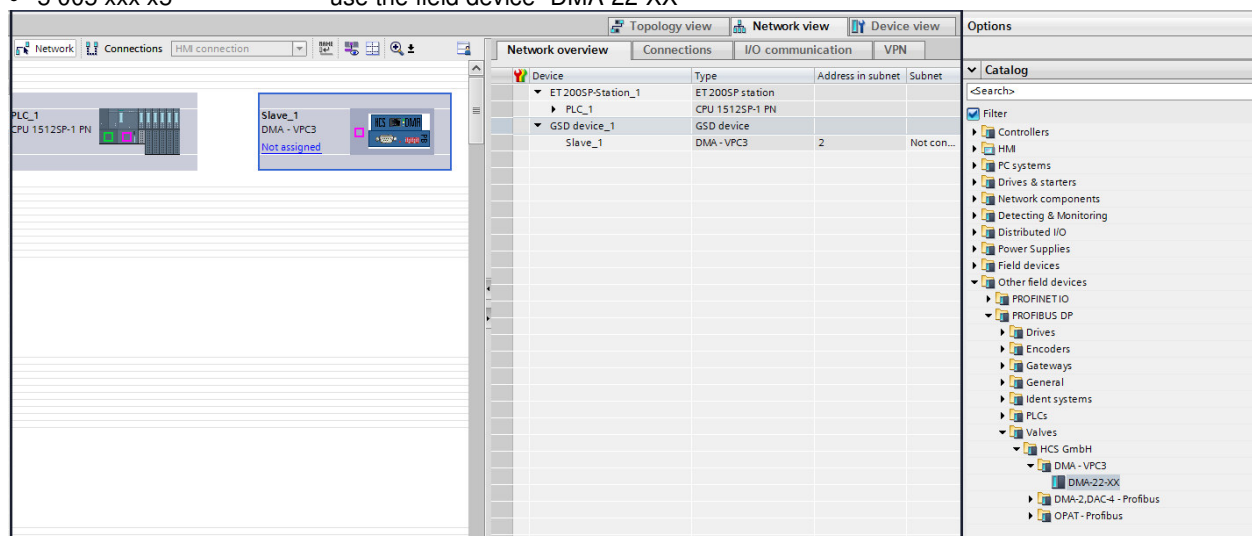 • 5 005 xxx x5 use the field device "DMA-22-XX"
Topology view Network view Device view Options
Network Connections HMI connection
Network overview Connections I/O communication VPN
Catalog
Device Type Address in subnet Subnet
<Search>
ET200SP-Station_1 ET200SP station
Filter
PLC_1 CPU 1512SP-1 PN
Controllers
GSD device_1 GSD device
HMI
Slave_1 DMA - VPC3 2 Not con...
PC systems
Drives & starters
Network components
Detecting & Monitoring
Distributed I/O
Power Supplies
Field devices
Other field devices
PROFINET IO
PROFIBUS DP
Drives
Encoders
Gateways
General
Ident systems
PLCs
Valves
HCS GmbH
DMA - VPC3
DMA-22-XX
DMA-2,DAC-4 - Profibus
OPAT - Profibus
PLC_1
CPU 1512SP-1 PN
Slave_1
DMA - VPC3
Not assigned